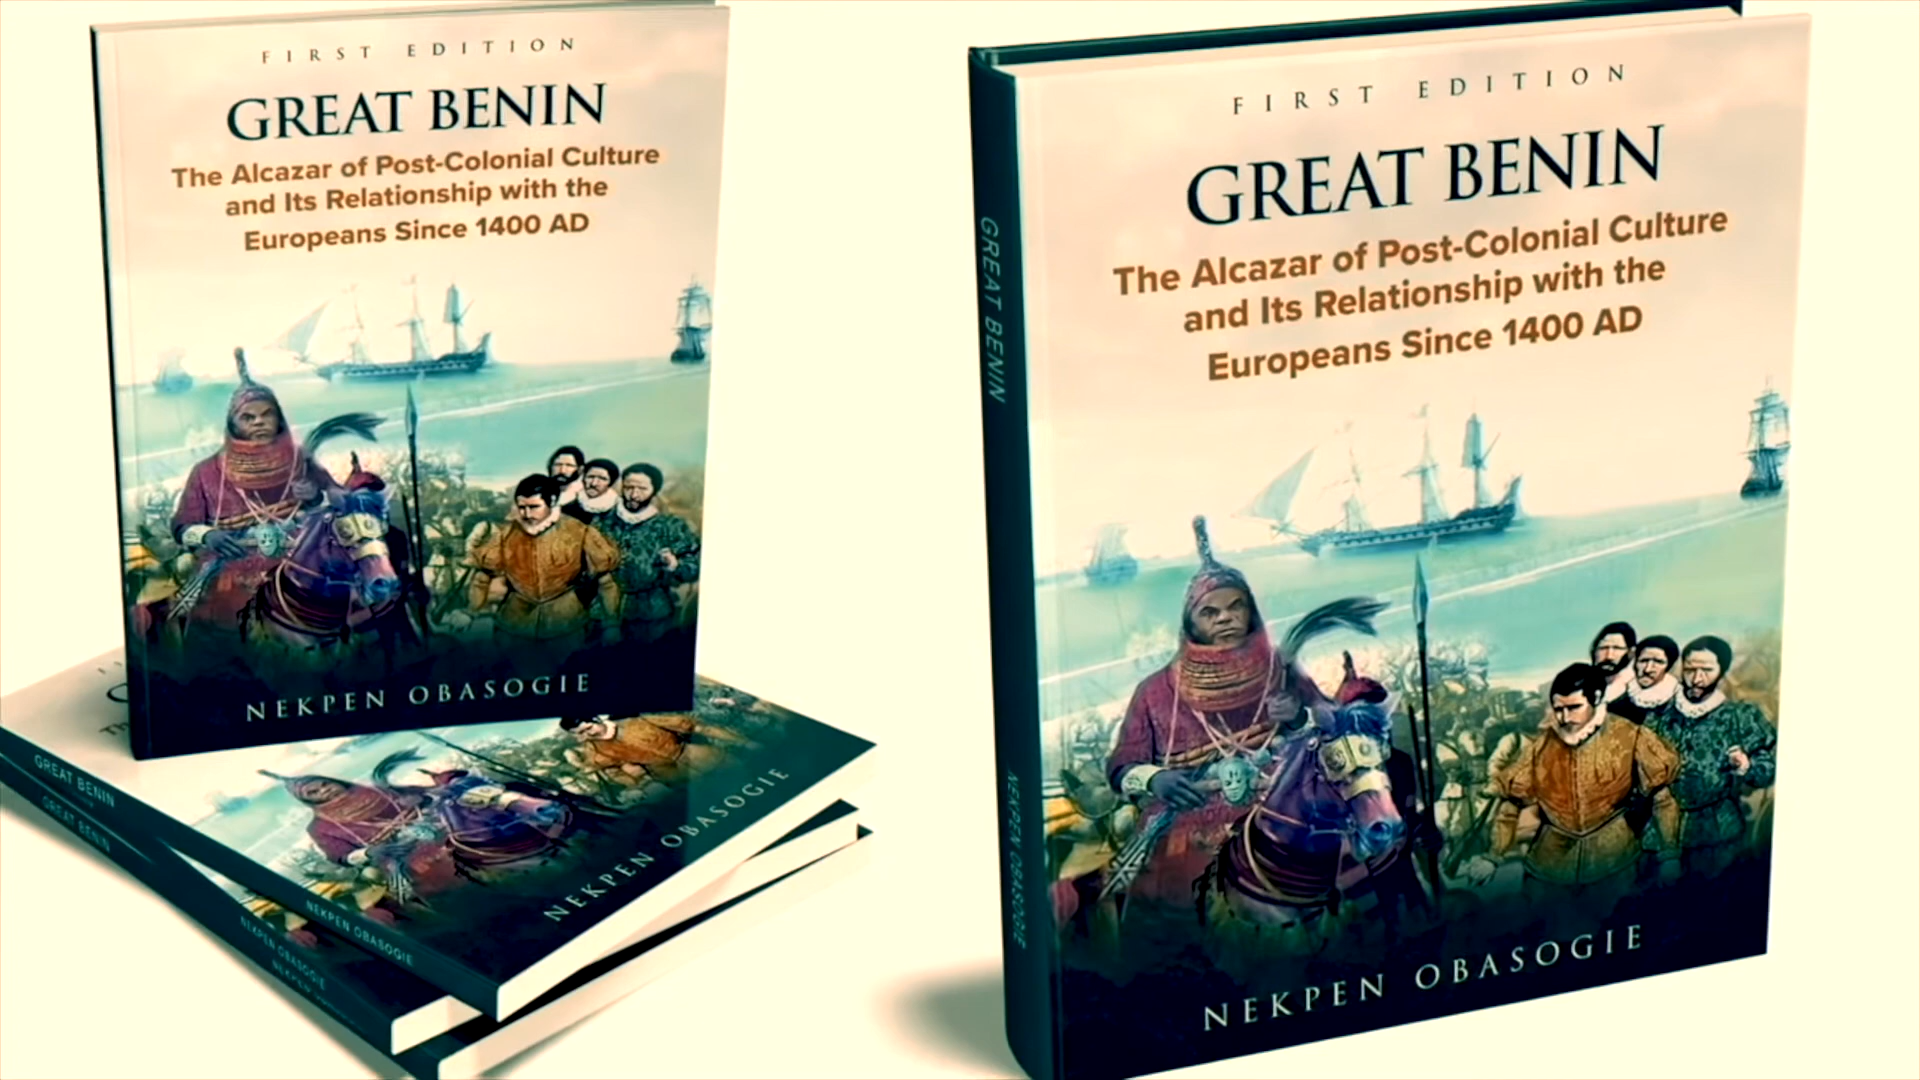 FIRST EDITION
GREAT BENIN
The Alcazar of Post-Colonial Culture
and Its Relationship with the
Europeans Since 1400 AD
NEKPEN OBASOGIE
GREAT BENIN
GREAT BENIN
NEKPEN OBASOGIE
NEKPEN OBASOGIE
NEKPEN
NEKPEN OBASOGIE
FIRST EDITION
GREAT BENIN
The Alcazar of Post-Colonial Culture
and Its Relationship with the
Europeans Since 1400 AD
NEKPEN OBASOGIE
GREAT BENIN
NEKPEN OBASOGIE